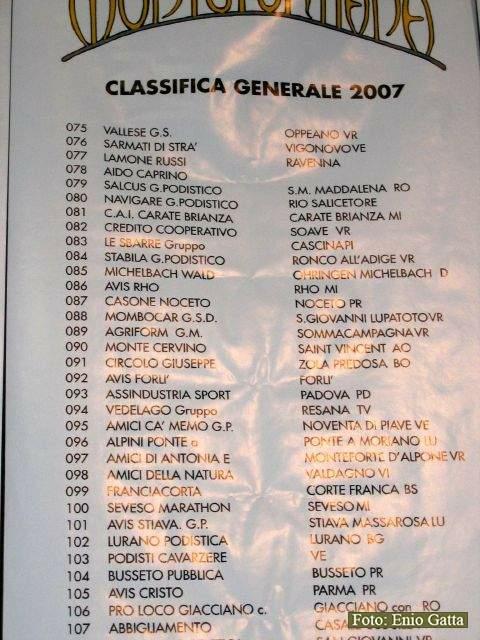 CLASSIFICA GENERALE 2007
075 VALLESE G.S. OPPEANO VR
076 SARMATI DI STRA' VIGONOVO VE
077 LAMONE RUSSI RAVENNA
078 AIDO CAPRINO
079 SALCUS G.PODISTICO S.M. MADDALENA RO
080 NAVIGARE G.PODISTICO RIO SALICETORE
081 C.A.I. CARATE BRIANZA CARATE BRIANZA MI
082 CREDITO COOPERATIVO SOAVE VR
083 LE SBARRE Gruppo CASCINA PI
084 STABILA G.PODISTICO RONCO ALL'ADIGE VR
085 MICHELBACH WALD OHRINGEN MICHELBACH D
086 AVIS RHO RHO MI
087 CASONE NOCETO NOCETO PR
088 MOMBOCAR G.S.D. S.GIOVANNI LUPATOTO VR
089 AGRIFORM G.M. SOMMACAMPAGNA VR
090 MONTE CERVINO SAINT VINCENT AO
091 CIRCOLO GIUSEPPE ZOLA PREDOSA BO
092 AVIS FORLI' FORLI'
093 ASSINDUSTRIA SPORT PADOVA PD
094 VEDELAGO Gruppo RESANA TV
095 AMICI CA' MEMO G.P. NOVENTA DI PIAVE VE
096 ALPINI PONTE a PONTE A MORIANO LU
097 AMICI DI ANTONIA E MONTEFORTE D'ALPONE VR
098 AMICI DELLA NATURA VALDAGNO VI
099 FRANCIACORTA CORTE FRANCA BS
100 SEVESO MARATHON SEVESO MI
101 AVIS STIAVA. G.P. STIAVA MASSAROSA LU
102 LURANO PODISTICA LURANO BG
103 PODISTI CAVARZERE VE
104 BUSSETO PUBBLICA BUSSETO PR
105 AVIS CRISTO PARMA PR
106 PRO LOCO GIACCIANO c. GIACCIANO con RO
107 ABBIGLIAMENTO
Foto: Enio Gatta